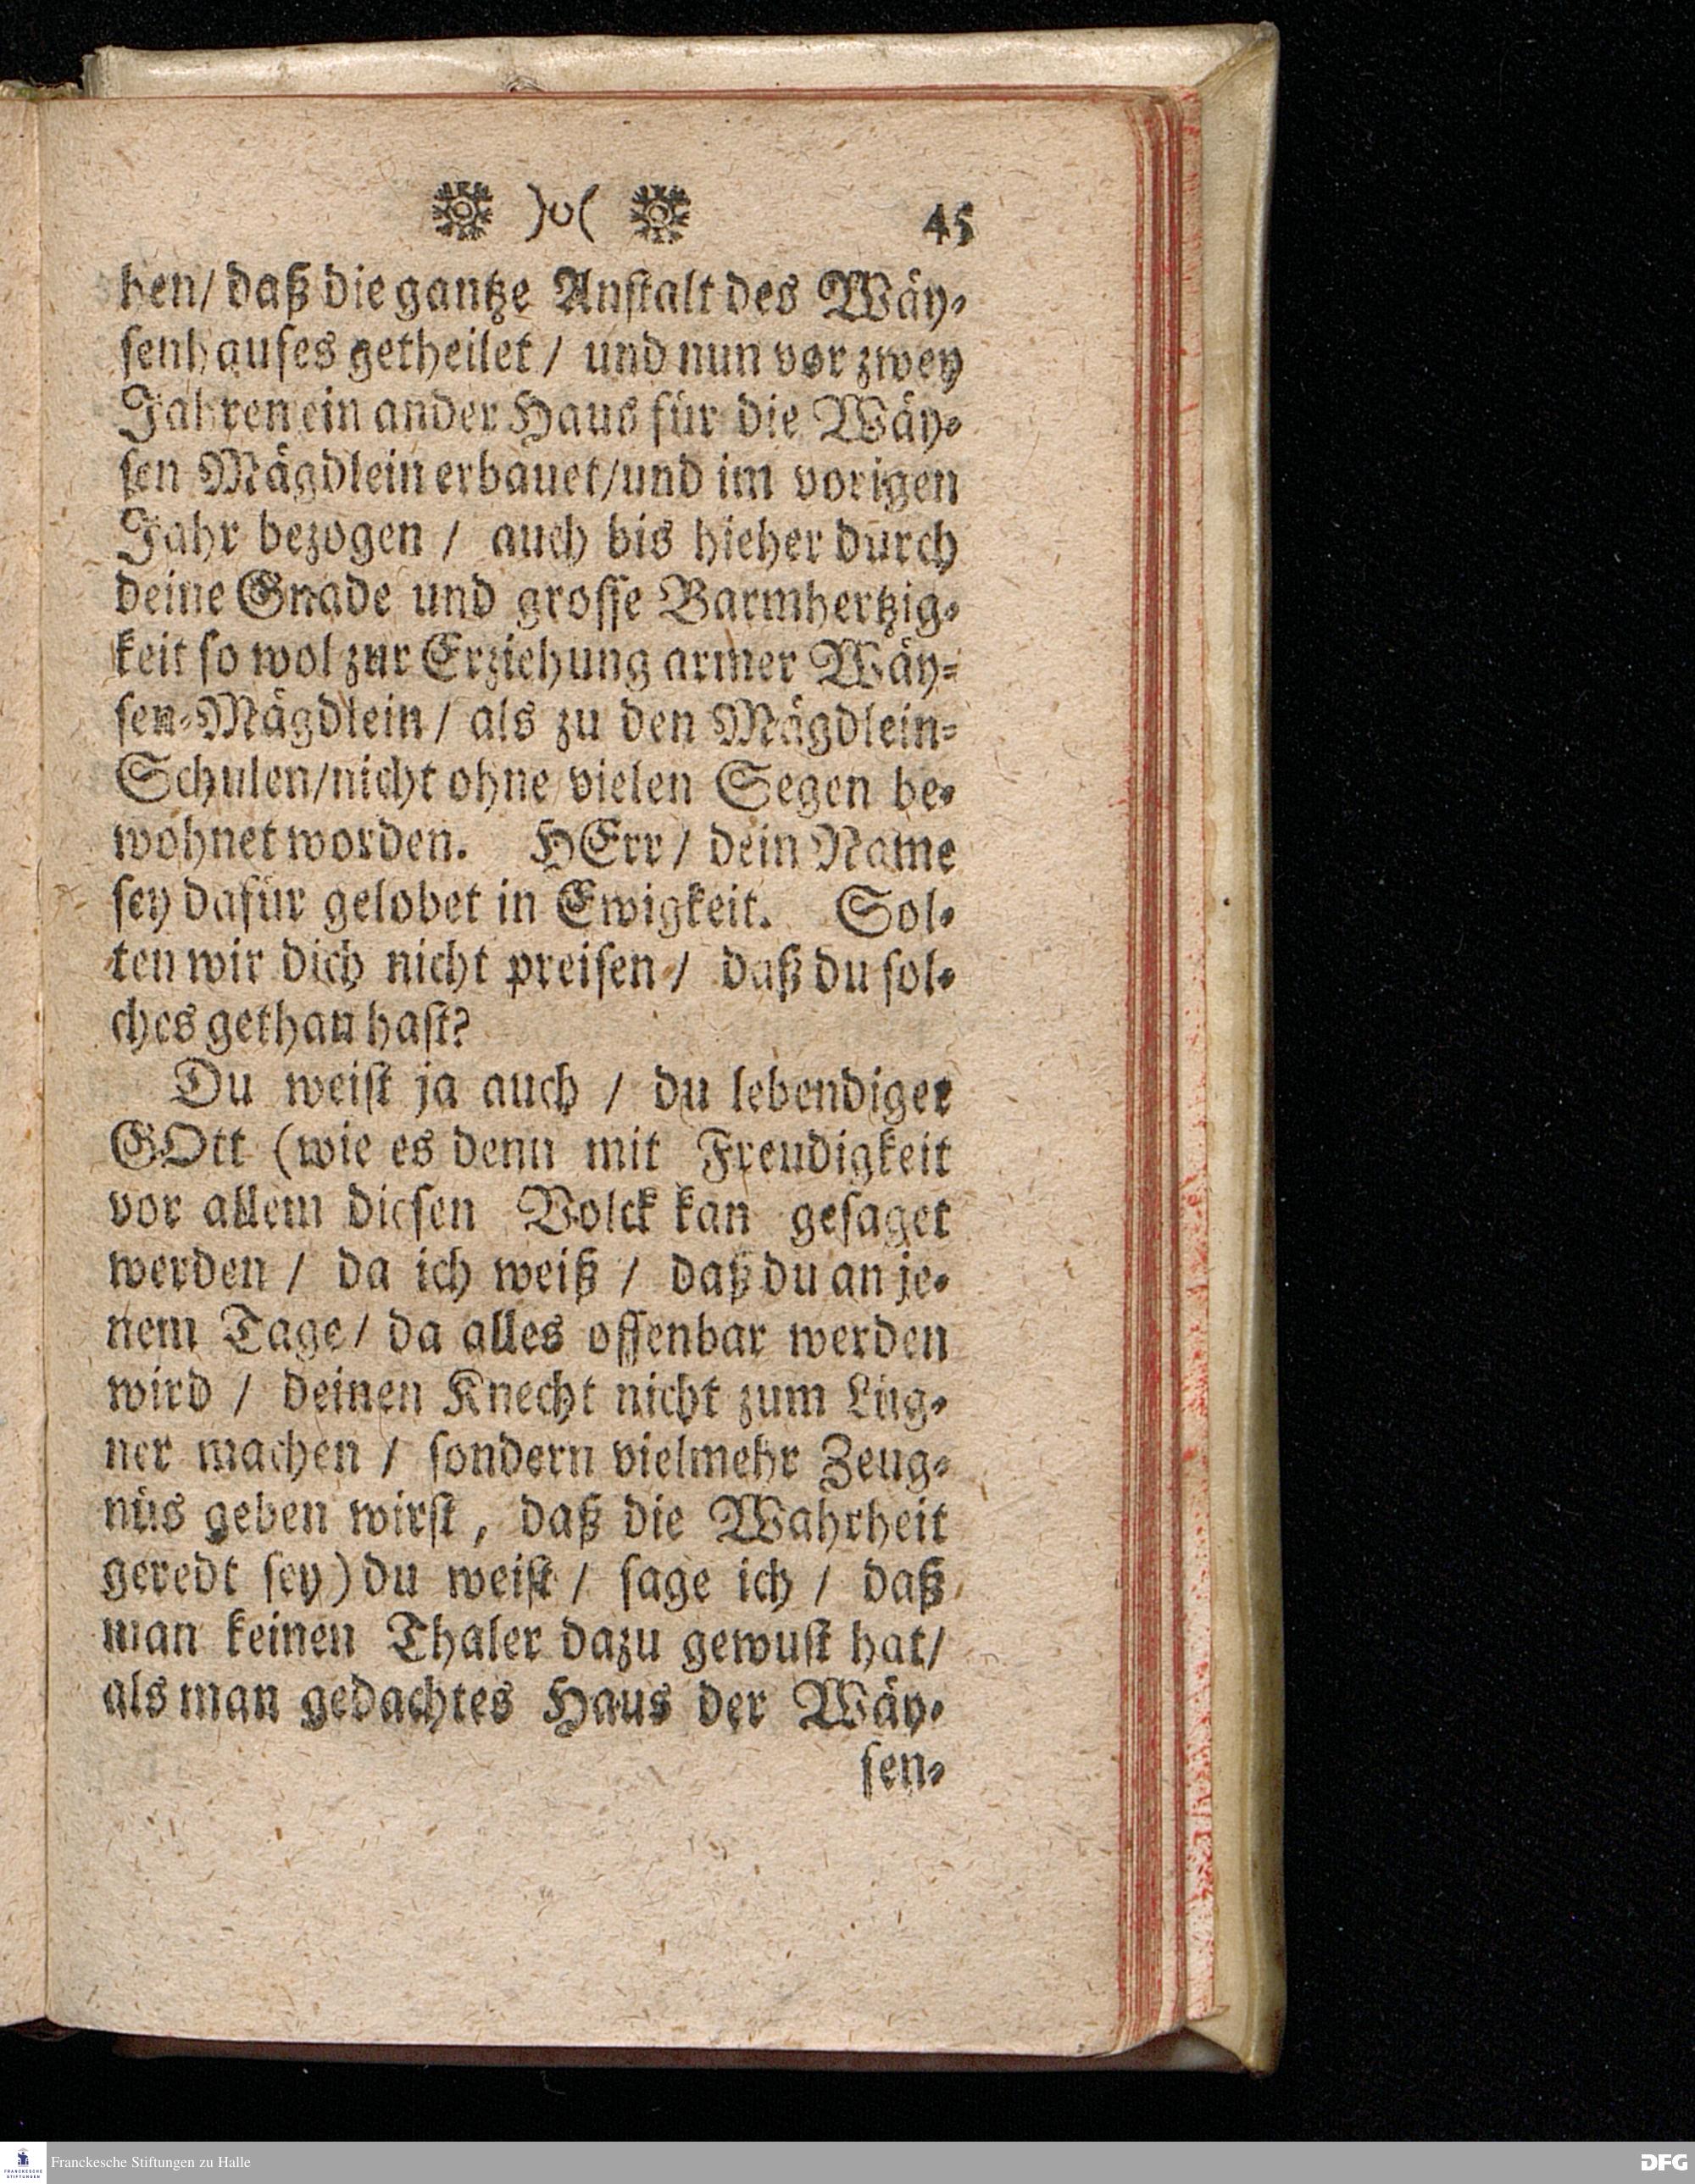 )o( 45
hen/ daß die gantze Anstalt des Wäy-
senhauses getheilet / und nun vor zwey
Jahren ein ander Haus für die Wäy-
sen Mägdlein erbauet/und im vorigen
Jahr bezogen / auch bis hieher durch
deine Gnade und grosse Barmhertzig-
keit so wol zur Erziehung armer Wäy-
sen-Mägdlein / als zu den Mägdlein-
Schulen/nicht ohne vielen Segen be-
wohnet worden. HErr / dein Name
sey dafür gelobet in Ewigkeit. Sol-
ten wir dich nicht preisen / daß du sol-
ches gethan hast?
Du weist ja auch / du lebendiger
GOtt (wie es denn mit Freudigkeit
vor allem diesen Volck kan gesaget
werden / da ich weiß / daß du an je-
nem Tage / da alles offenbar werden
wird / deinen Knecht nicht zum Lüg-
ner machen / sondern vielmehr Zeug-
nüs geben wirst, daß die Wahrheit
geredt sey) du weist / sage ich / daß
man keinen Thaler dazu gewust hat/
als man gedachtes Haus der Wäy-
sen-
FRANCKESCHE STIFTUNGEN Franckesche Stiftungen zu Halle DFG